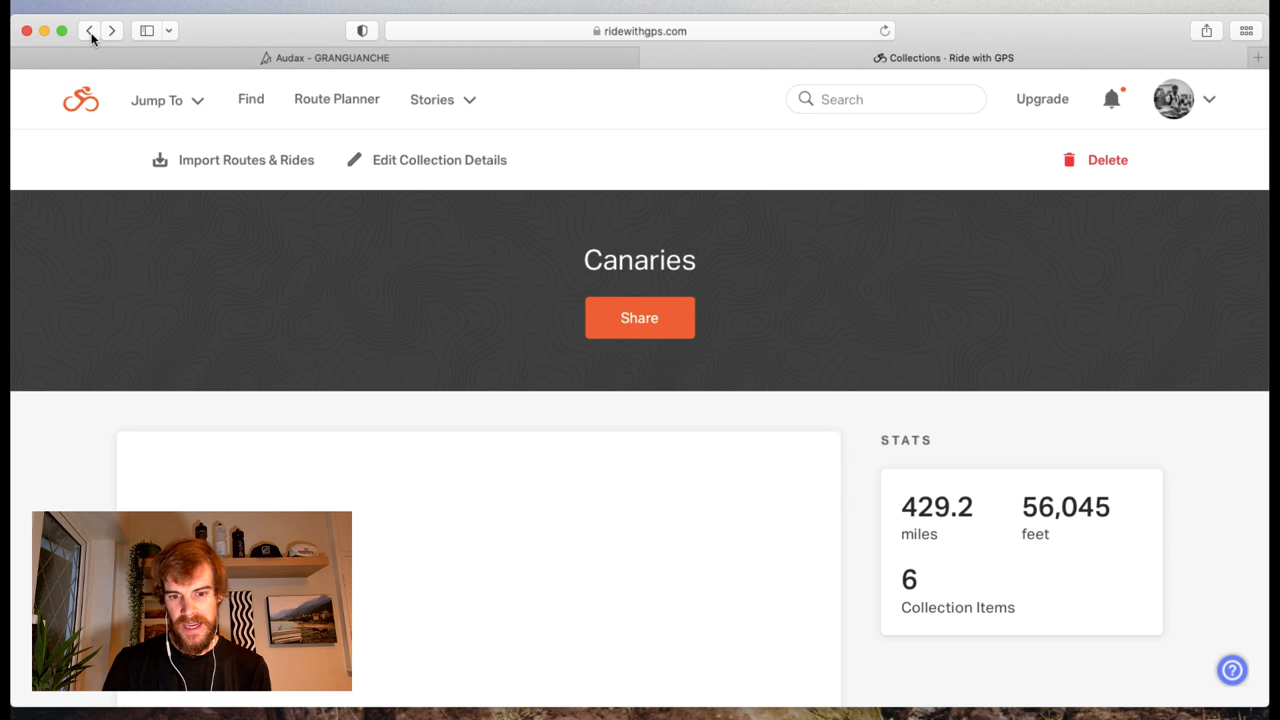 ridewithgps.com
Audax - GRANGUANCHE
Collections · Ride with GPS
Jump To
Find
Route Planner
Stories
Search
Upgrade
Import Routes & Rides
Edit Collection Details
Delete
Canaries
Share
STATS
429.2
miles
56,045
feet
6
Collection Items